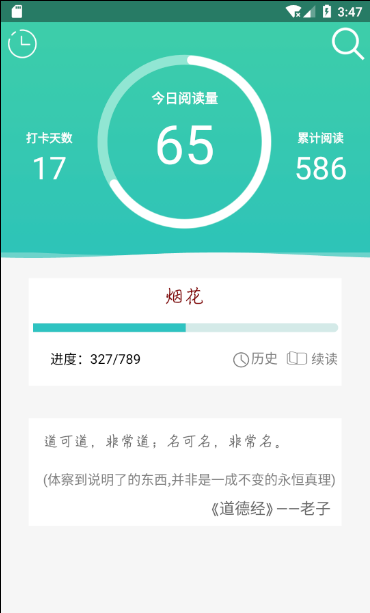 3:47
今日阅读量
65
打卡天数
17
累计阅读
586
烟花
进度：327/789
历史
续读
道可道，非常道；名可名，非常名。
(体察到说明了的东西,并非是一成不变的永恒真理)
《道德经》——老子